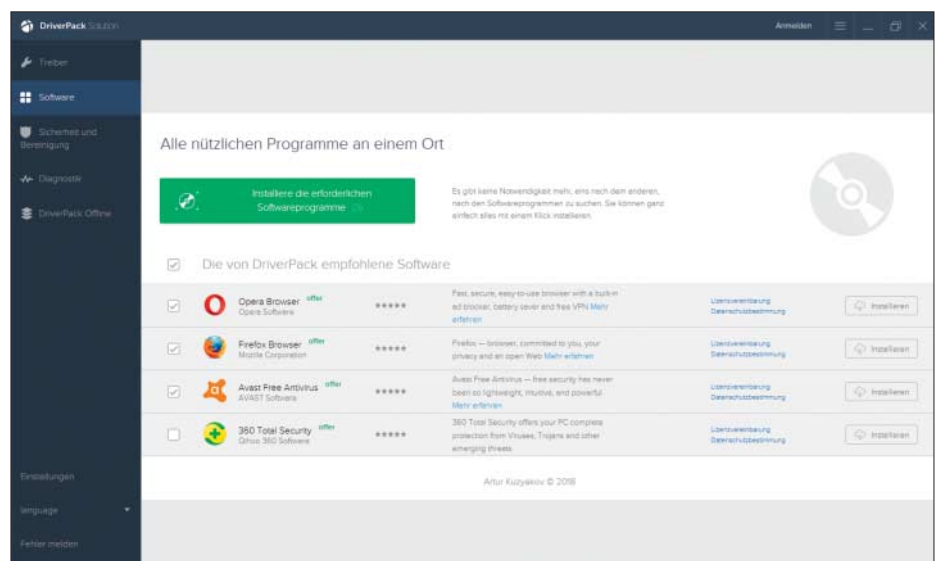 DriverPack Solution
Anmelden
Treiber
Software
Sicherheit und
Bereinigung
Diagnostik
DriverPack Offline
Einstellungen
language
Fehler melden
Alle nützlichen Programme an einem Ort
Installiere die erforderlichen
Softwareprogramme
Es gibt keine Notwendigkeit mehr, eins nach dem anderen,
nach den Softwareprogrammen zu suchen. Sie können ganz
einfach alles mit einem Klick installieren.
Die von DriverPack empfohlene Software
Opera Browser offer
Opera Software
Fast, secure, easy-to-use browser with a built-in
ad blocker, battery saver and free VPN Mehr
erfahren
Lizenzvereinbarung
Datenschutzbestimmung
Installieren
Firefox Browser offer
Mozilla Corporation
Firefox — browser, committed to you, your
privacy and an open Web Mehr erfahren
Lizenzvereinbarung
Datenschutzbestimmung
Installieren
Avast Free Antivirus offer
AVAST Software
Avast Free Antivirus — free security has never
been so lightweight, intuitive, and powerful.
Mehr erfahren
Lizenzvereinbarung
Datenschutzbestimmung
Installieren
360 Total Security offer
Qihoo 360 Software
360 Total Security offers your PC complete
protection from Viruses, Trojans and other
emerging threats
Lizenzvereinbarung
Datenschutzbestimmung
Installieren
Artur Kuzyakov © 2018